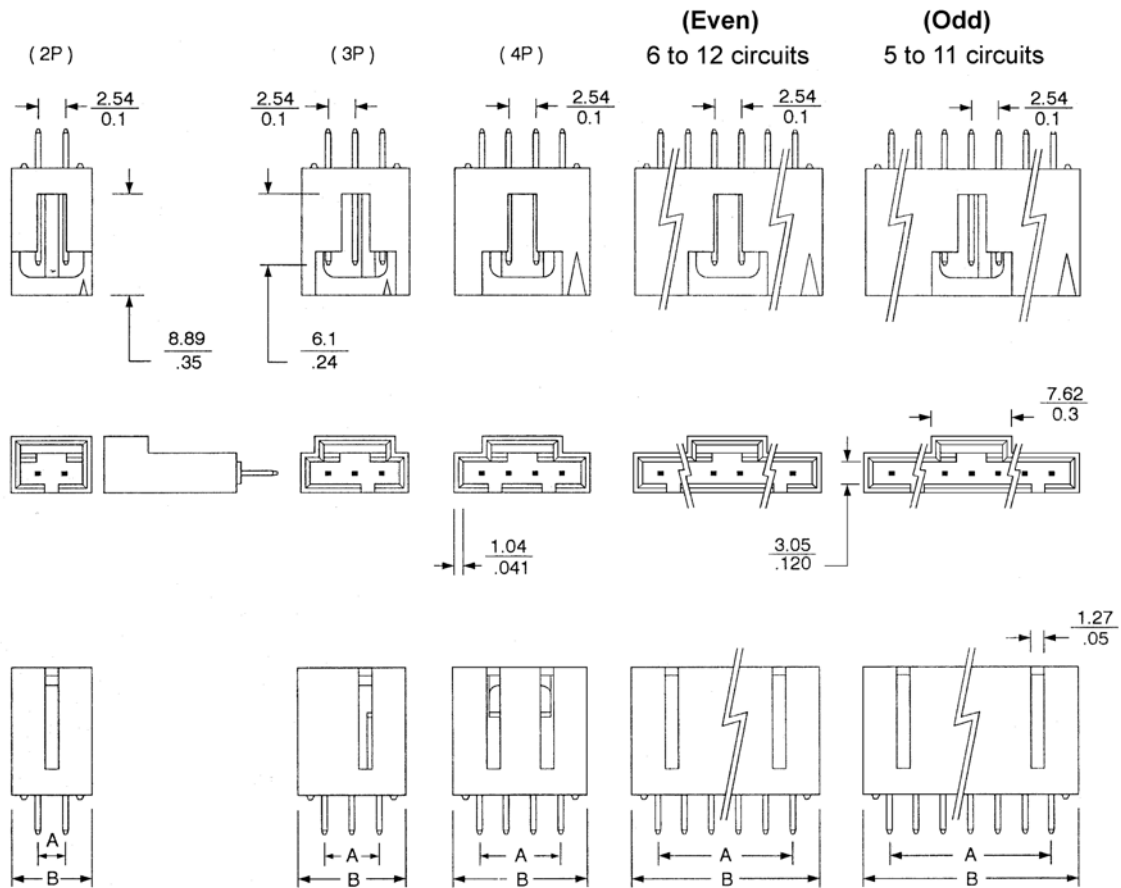 (Even) (Odd)
( 2P ) ( 3P ) ( 4P ) 6 to 12 circuits 5 to 11 circuits
2.54 2.54 2.54 2.54 2.54
0.1 0.1 0.1 0.1 0.1
8.89 6.1
.35 .24
7.62
0.3
1.04 3.05
.041 .120
1.27
.05
A A A A A
B B B B B